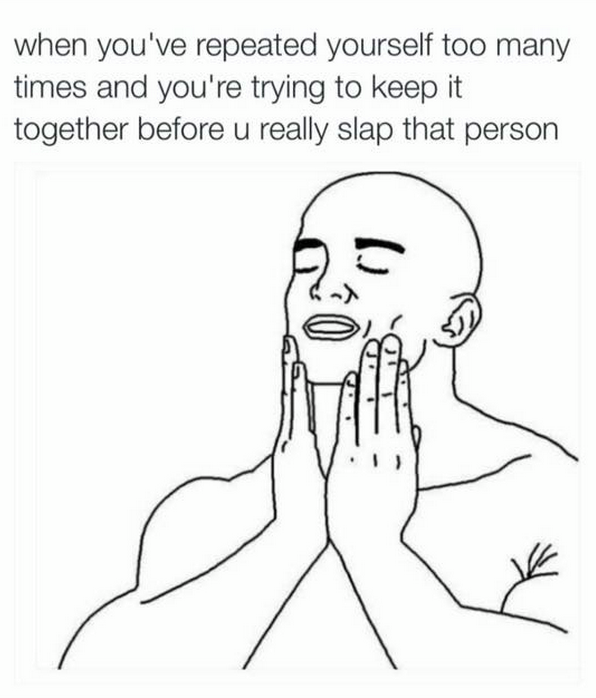 when you've repeated yourself too many
times and you're trying to keep it
together before u really slap that person